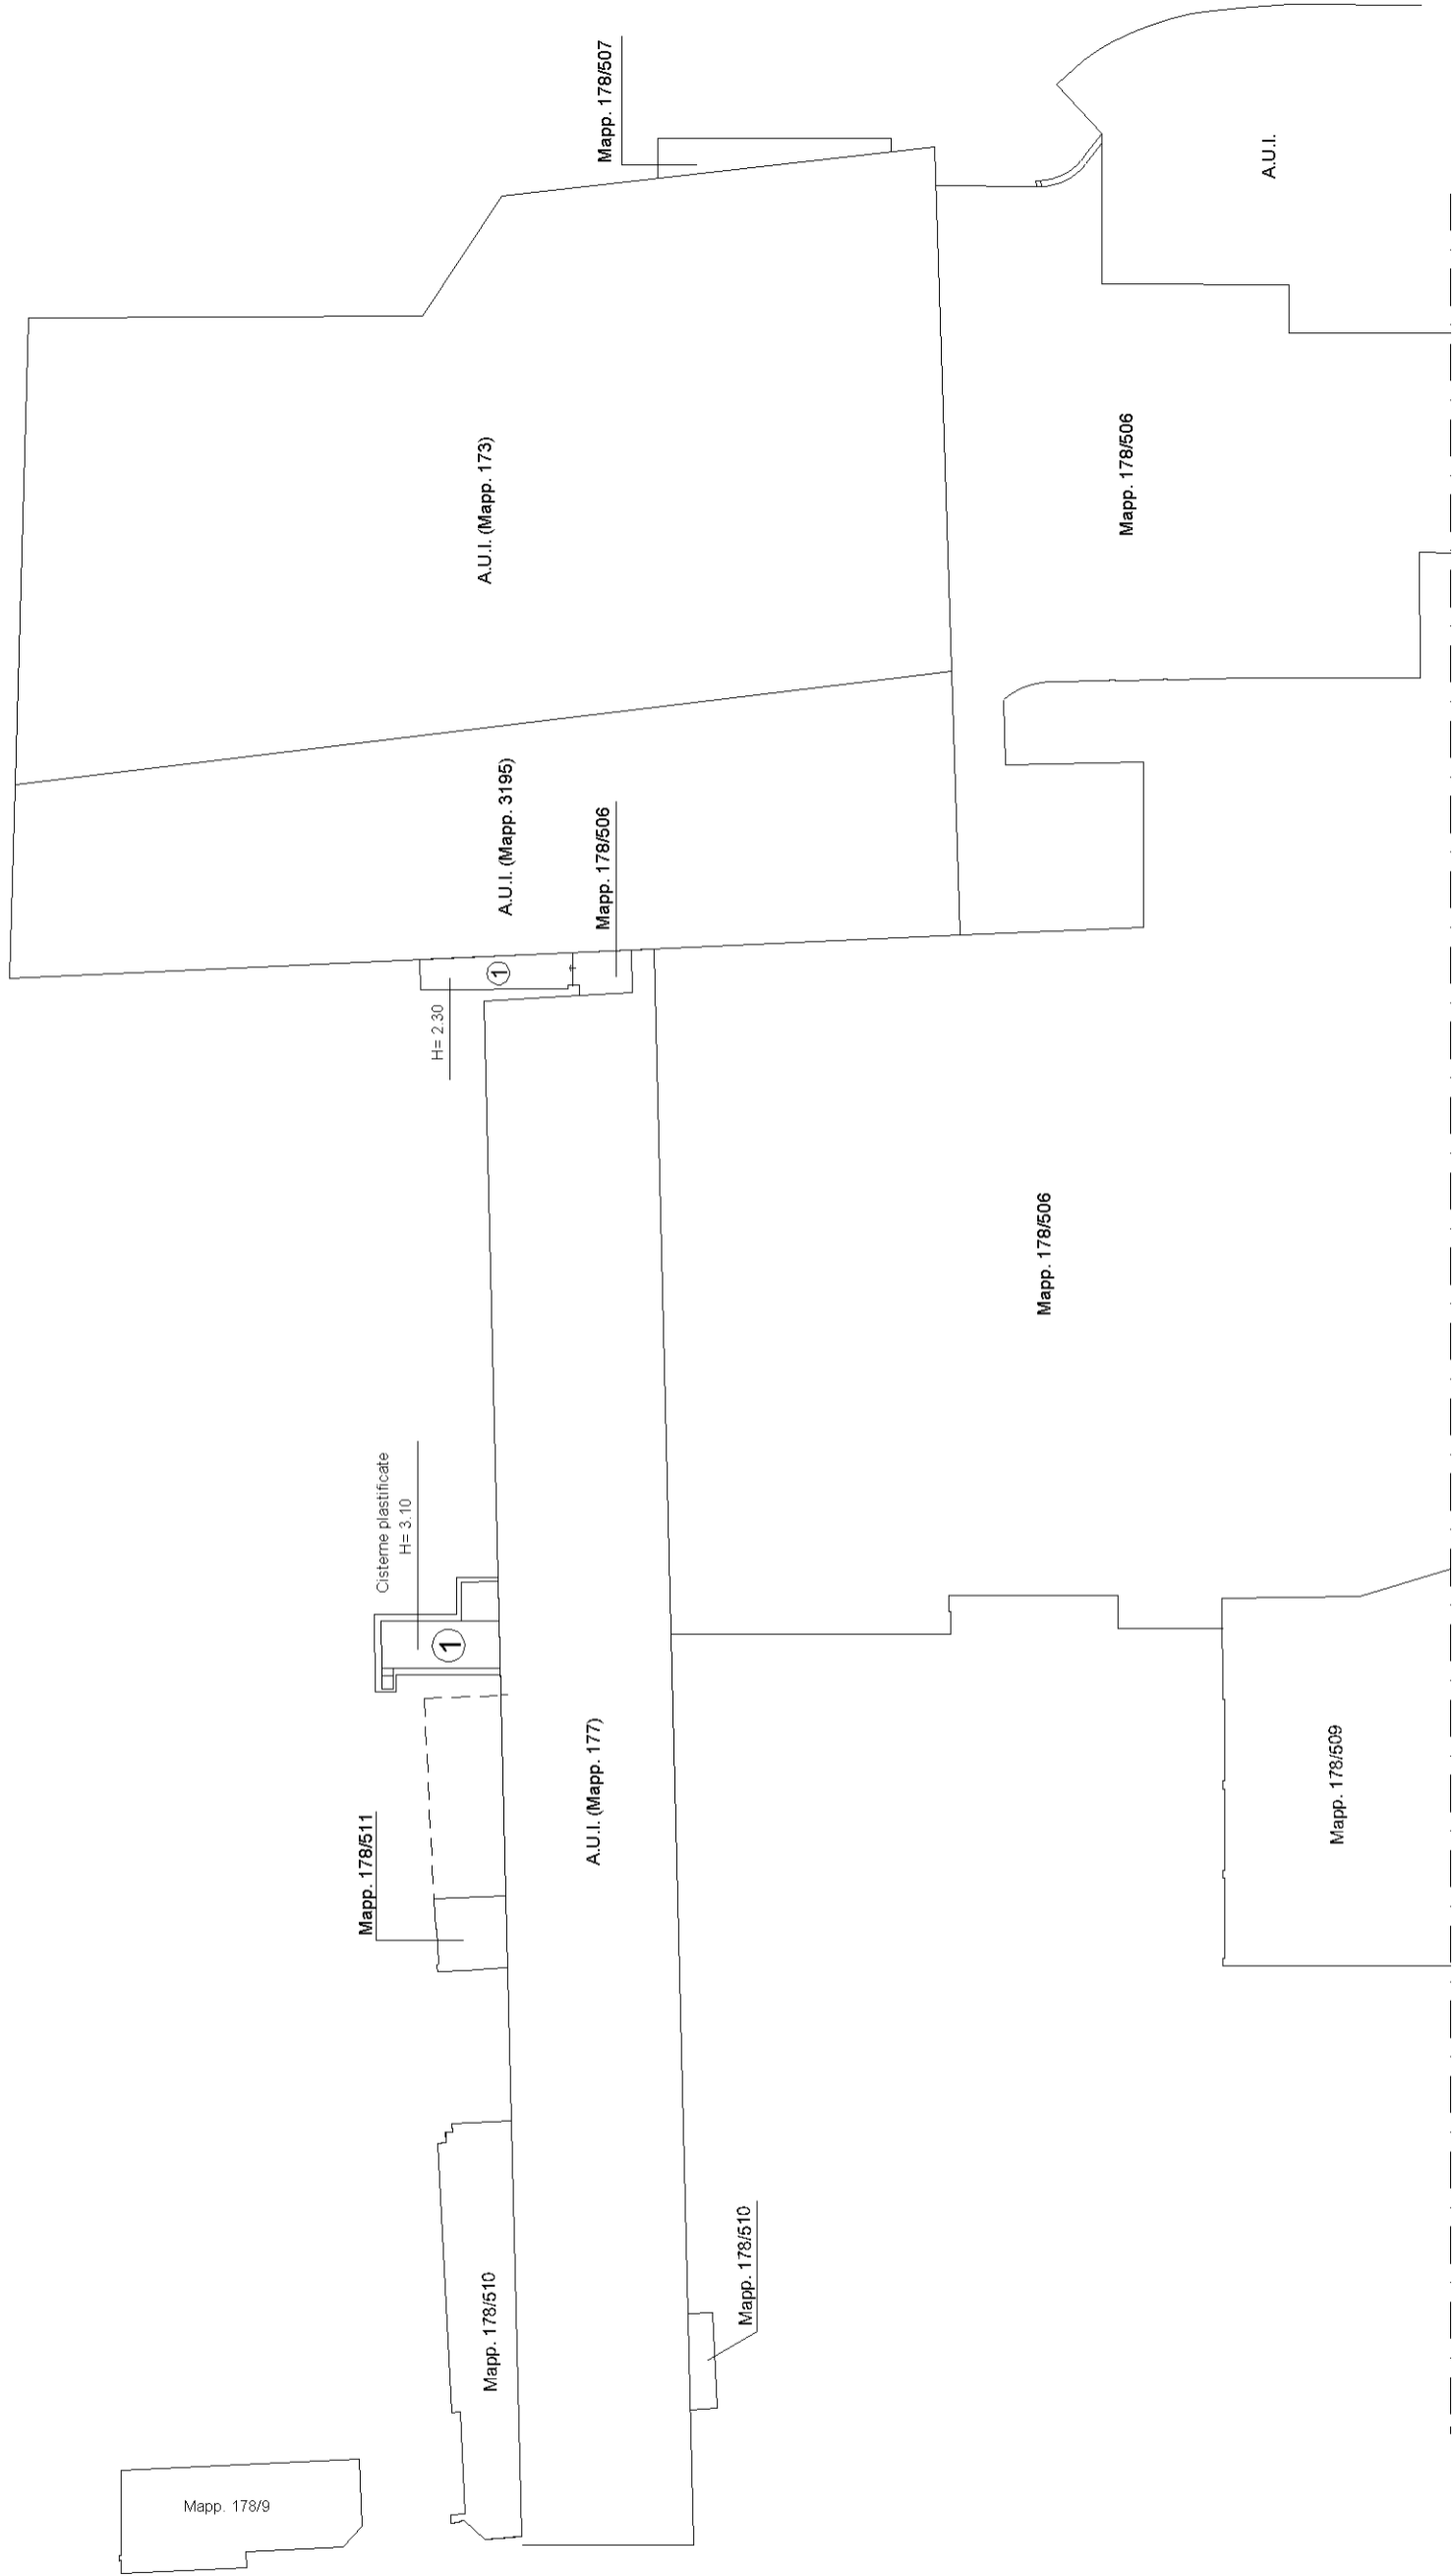 Mapp. 178/507
A.U.I.
A.U.I. (Mapp. 173)
Mapp. 178/506
A.U.I. (Mapp. 3195)
Mapp. 178/506
1
H= 2.30
Mapp. 178/506
Cisterne plastificate
H= 3.10
1
A.U.I. (Mapp. 177)
Mapp. 178/511
Mapp. 178/509
Mapp. 178/510
Mapp. 178/510
Mapp. 178/9